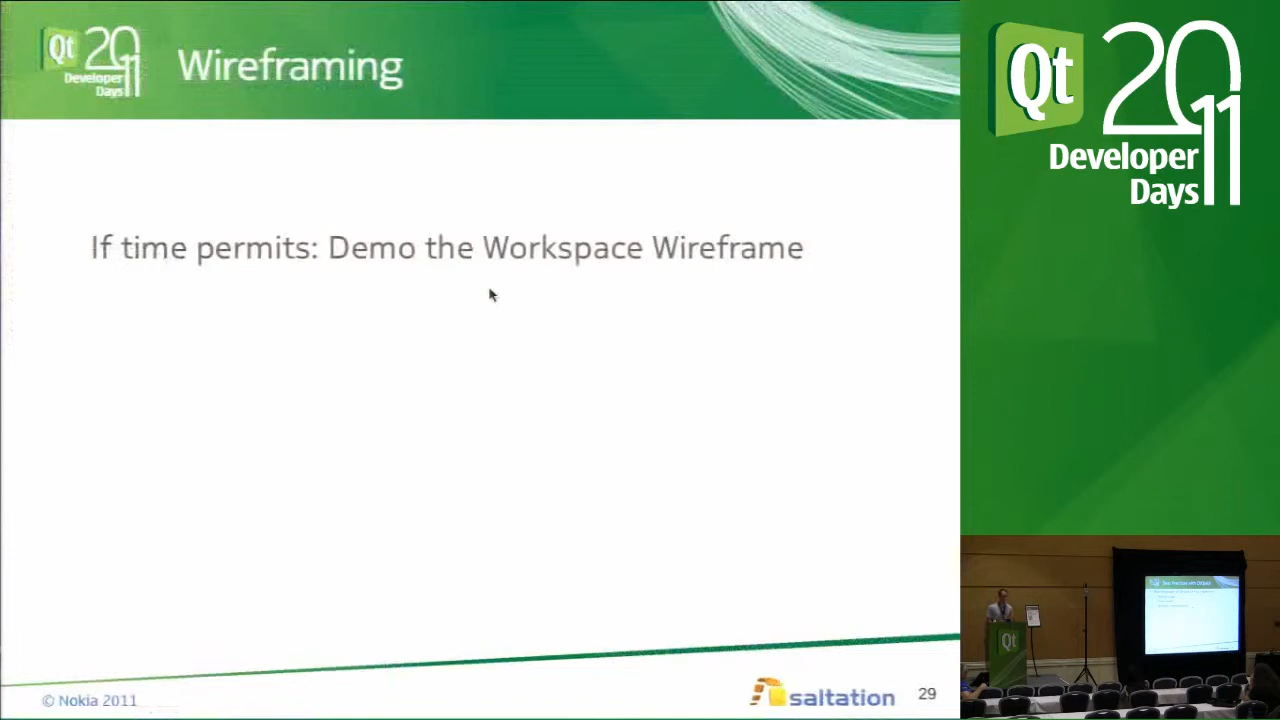 Qt 2011
Developer
Days
Wireframing
If time permits: Demo the Workspace Wireframe
© Nokia 2011
saltation
29
Qt 2011
Developer
Days
Qt